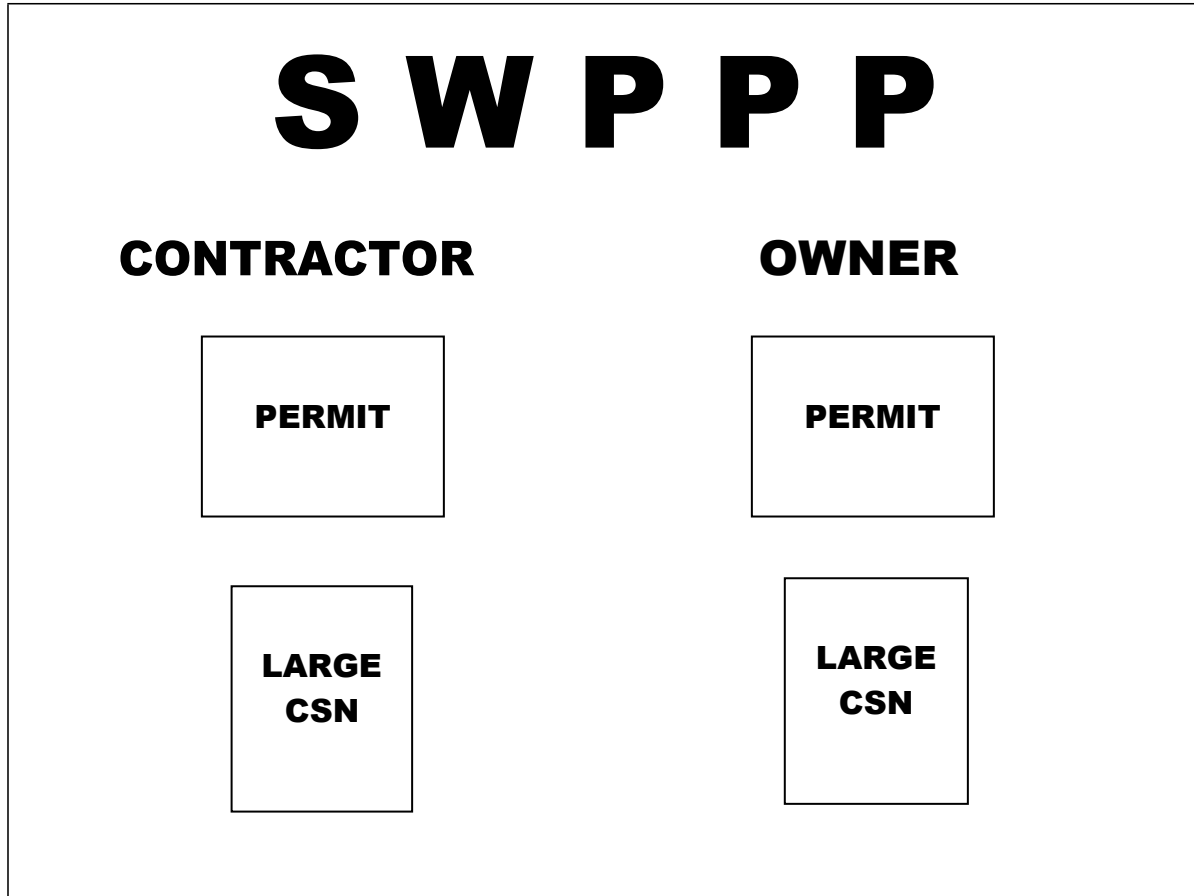 S W P P P
CONTRACTOR
OWNER
PERMIT
PERMIT
LARGE
CSN
LARGE
CSN